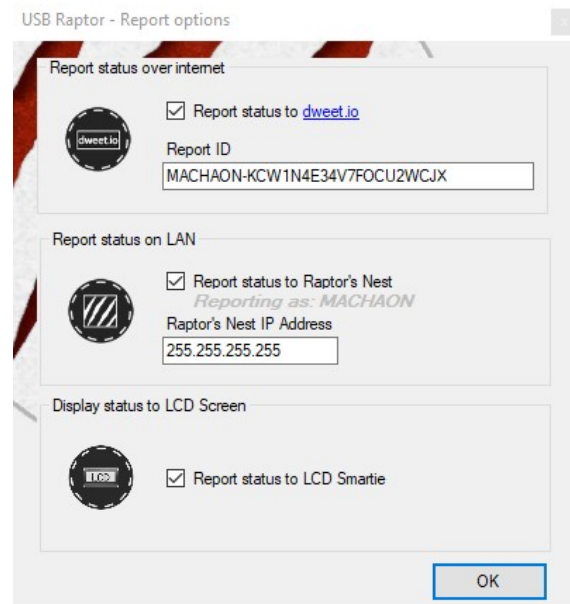 USB Raptor - Report options
x
Report status over internet
dweet.io
Report status to dweet.io
Report ID
MACHAON-KCW1N4E34V7FOCU2WCJX
Report status on LAN
Report status to Raptor's Nest
Reporting as: MACHAON
Raptor's Nest IP Address
255.255.255.255
Display status to LCD Screen
LCD
Report status to LCD Smartie
OK